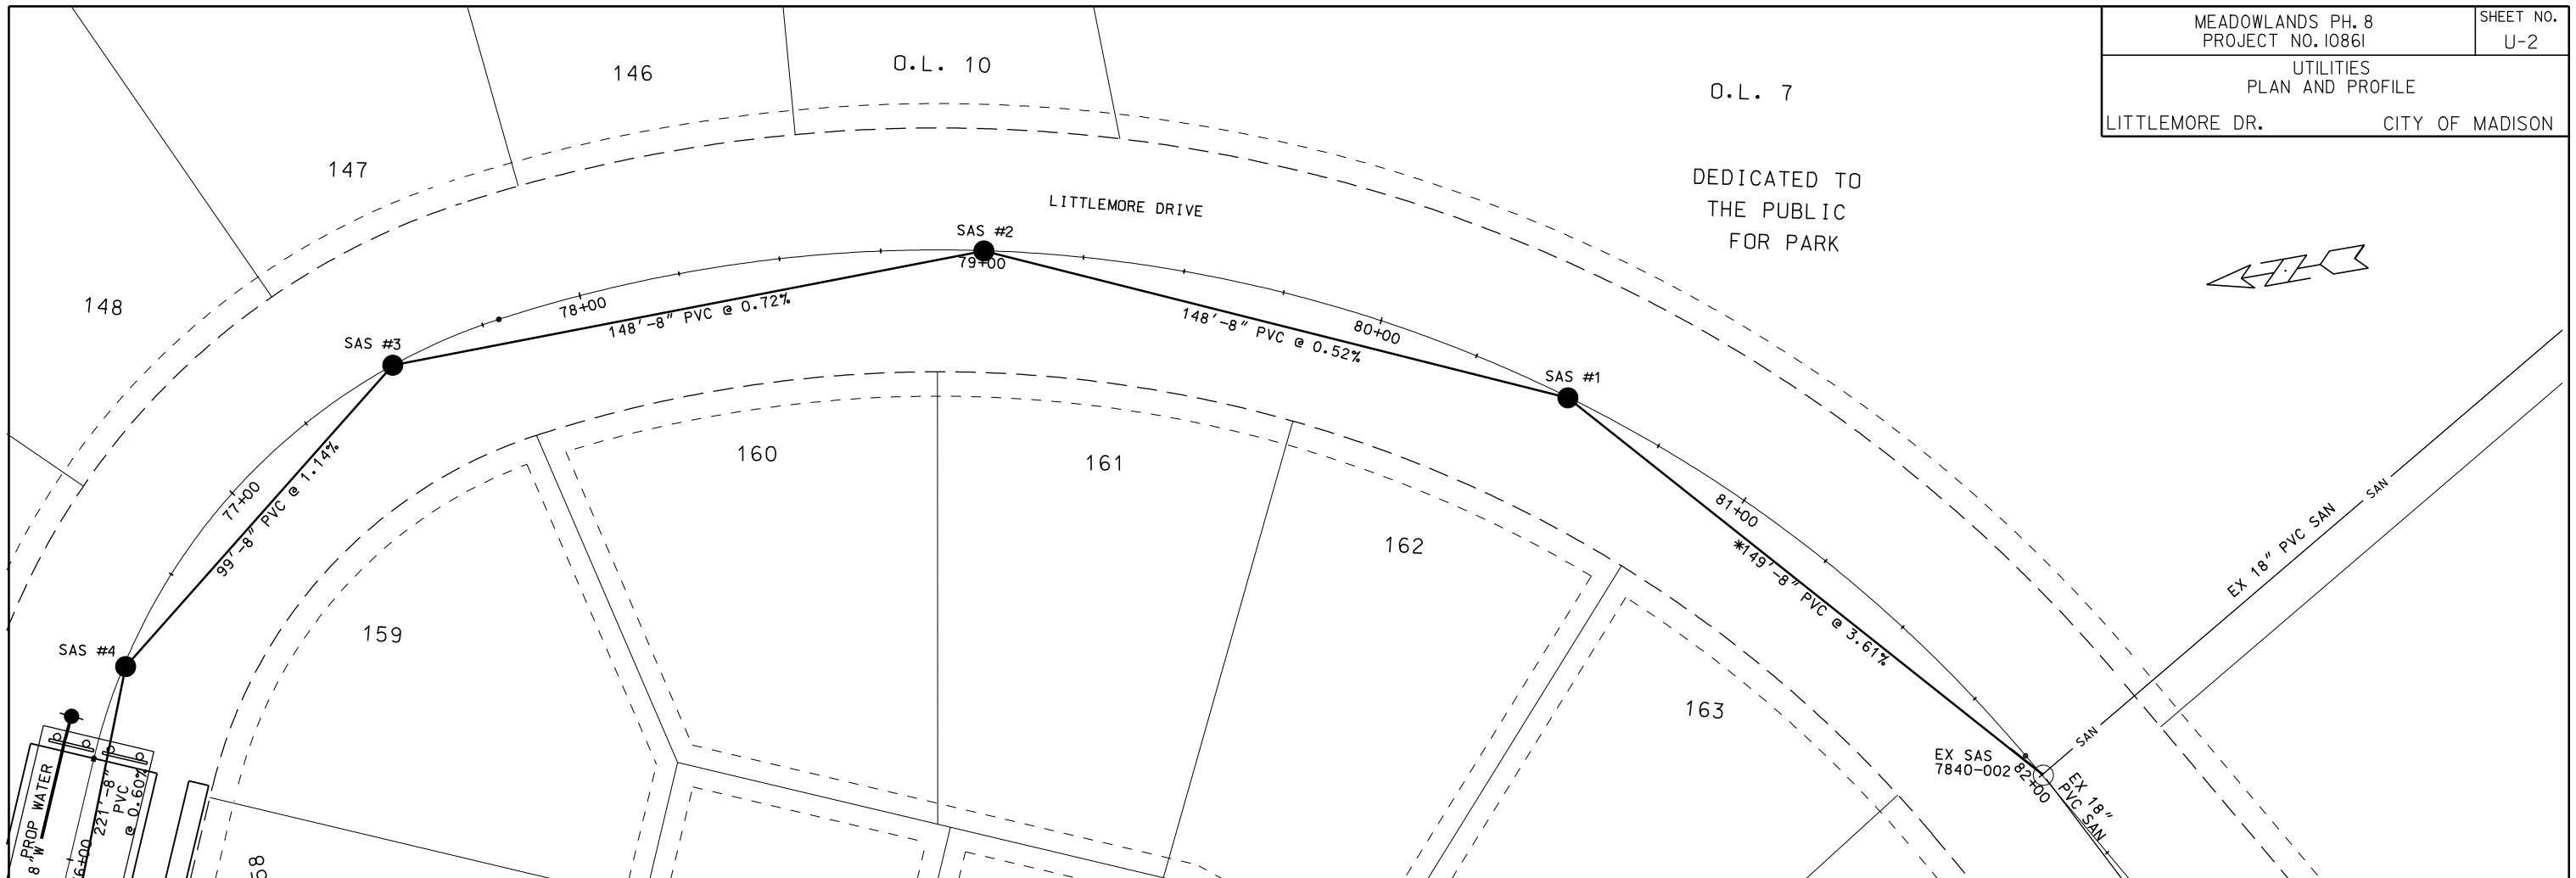 MEADOWLANDS PH. 8
PROJECT NO. 10861
SHEET NO.
U-2
UTILITIES
PLAN AND PROFILE
LITTLEMORE DR. CITY OF MADISON
146
O.L. 10
O.L. 7
147
DEDICATED TO
THE PUBLIC
FOR PARK
LITTLEMORE DRIVE
SAS #2
79+00
148
78+00
148'-8" PVC @ 0.72%
148'-8" PVC @ 0.52%
80+00
SAS #3
SAS #1
77+00
99'-8" PVC @ 1.14%
160
161
162
81+00
*149'-8" PVC @ 3.61%
SAN
EX 18" PVC SAN
SAN
159
SAS #4
163
EX SAS
7840-002
82+00
EX 18"
PVC SAN
PROP WATER
8"W
6+00
221'-8"
PVC
@ 0.60%